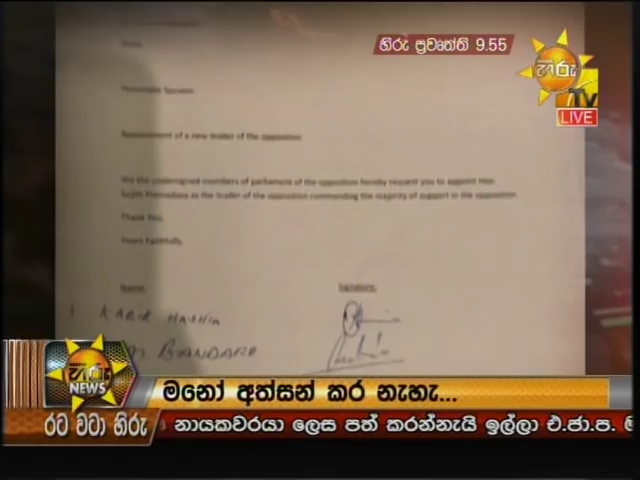 හිරු ප්‍රවෘත්ති 9.55
හිරු
TV
LIVE
Honorable Speaker
of a new leader of the opposition
We the undersigned members of parliament of the opposition hereby request you to appoint Hon
Sajith Premadasa as the leader of the opposition commanding the majority of support in the opposition.
Thank You.
Yours Faithfully,
Name: Signature:
1 KABIR HASHIM
BANDARA
හිරු
NEWS
මනෝ අත්සන් කර නැහැ...
රට වටා හිරු
නායකවරයා ලෙස පත් කරන්නැයි ඉල්ලා එ.ජා.ප.